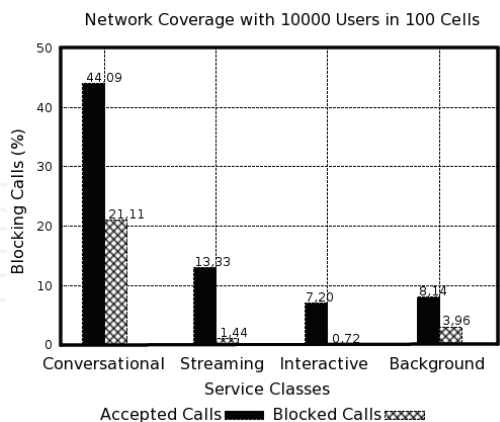 Network Coverage with 10000 Users in 100 Cells
50
40
30
20
10
0
Blocking Calls (%)
44,09
21,11
13,33
1,44
7,20
0,72
8,14
3,96
Conversational Streaming Interactive Background
Service Classes
Accepted Calls Blocked Calls